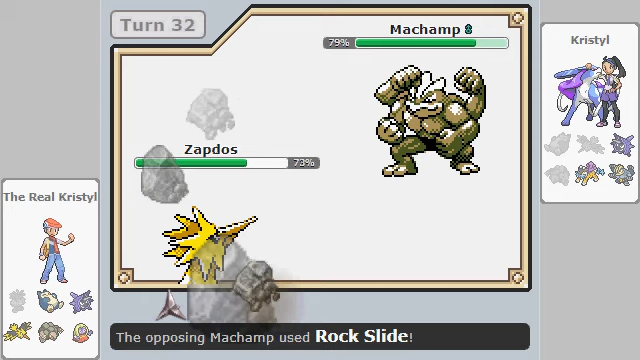 Turn 32
Machamp
79%
Kristyl
Zapdos
73%
The Real Kristyl
The opposing Machamp used Rock Slide!